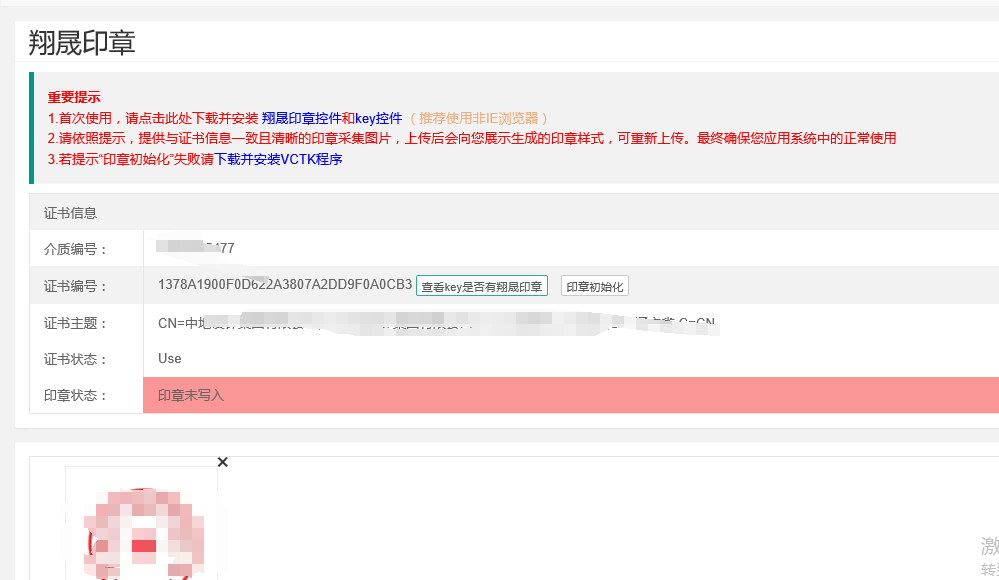 翔晟印章
重要提示
1.首次使用，请点击此处下载并安装 翔晟印章控件和key控件 （推荐使用非IE浏览器）
2.请依照提示，提供与证书信息一致且清晰的印章采集图片，上传后会向您展示生成的印章样式，可重新上传。最终确保您应用系统中的正常使用
3.若提示“印章初始化”失败请下载并安装VCTK程序
证书信息
介质编号： 477
证书编号： 1378A1900F0D622A3807A2DD9F0A0CB3 查看key是否有翔晟印章 印章初始化
证书主题： CN=中 C=CN
证书状态： Use
印章状态： 印章未写入
×
激